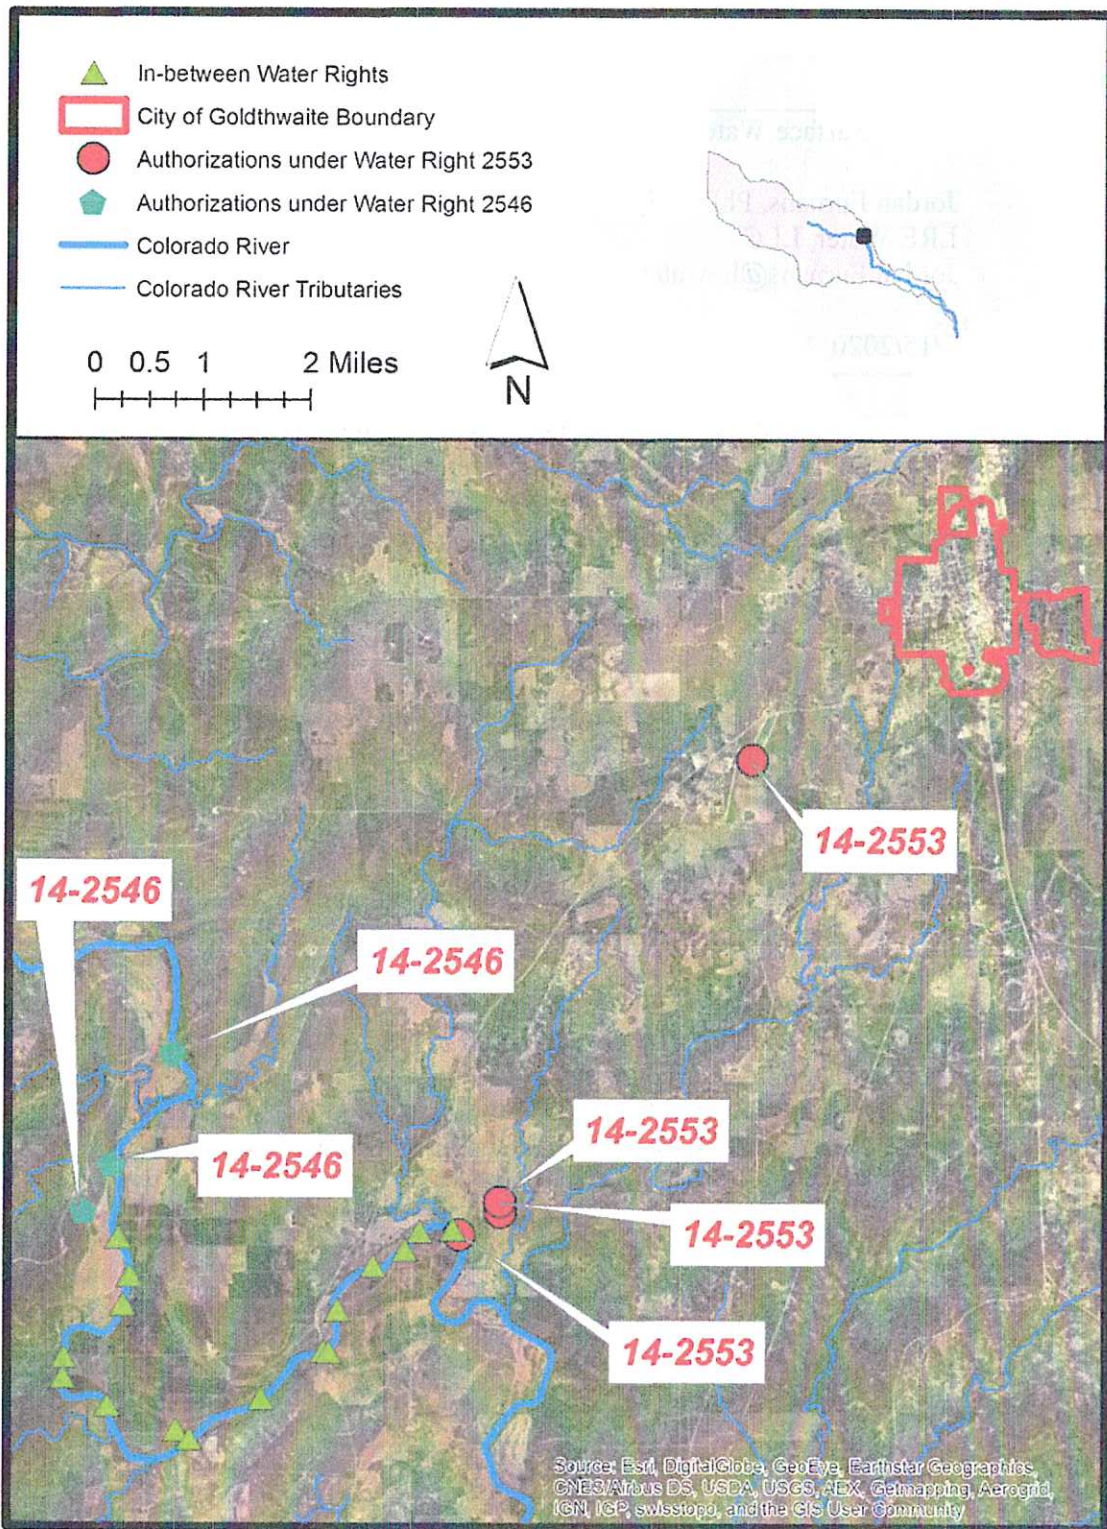 In-between Water Rights
City of Goldthwaite Boundary
Authorizations under Water Right 2553
Authorizations under Water Right 2546
Colorado River
Colorado River Tributaries
0 0.5 1 2 Miles
N
14-2553
14-2546
14-2546
14-2553
14-2546
14-2553
14-2553
Source: Esri, DigitalGlobe, GeoEye, Earthstar Geographics,
CNES/Airbus DS, USDA, USGS, AEX, Getmapping, Aerogrid,
IGN, IGP, swisstopo, and the GIS User Community